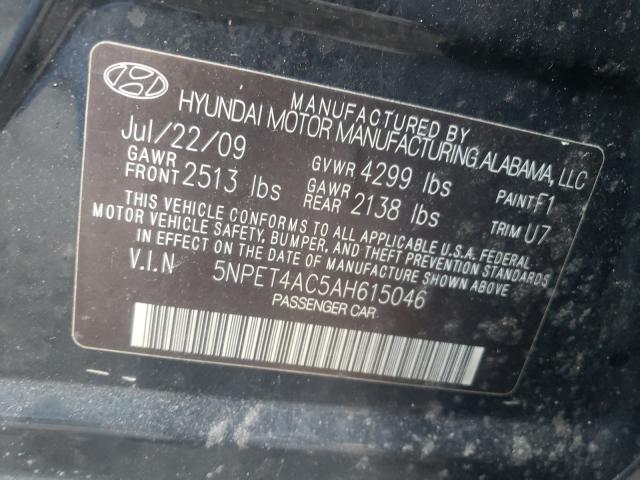 MANUFACTURED BY
HYUNDAI MOTOR MANUFACTURING ALABAMA, LLC
Jul/22/09 GVWR 4299 lbs PAINT F1
GAWR FRONT 2513 lbs GAWR REAR 2138 lbs TRIM U7
THIS VEHICLE CONFORMS TO ALL APPLICABLE U.S.A. FEDERAL
MOTOR VEHICLE SAFETY, BUMPER, AND THEFT PREVENTION STANDARDS
IN EFFECT ON THE DATE OF MANUFACTURE SHOWN ABOVE
V.I.N 5NPET4AC5AH615046
PASSENGER CAR